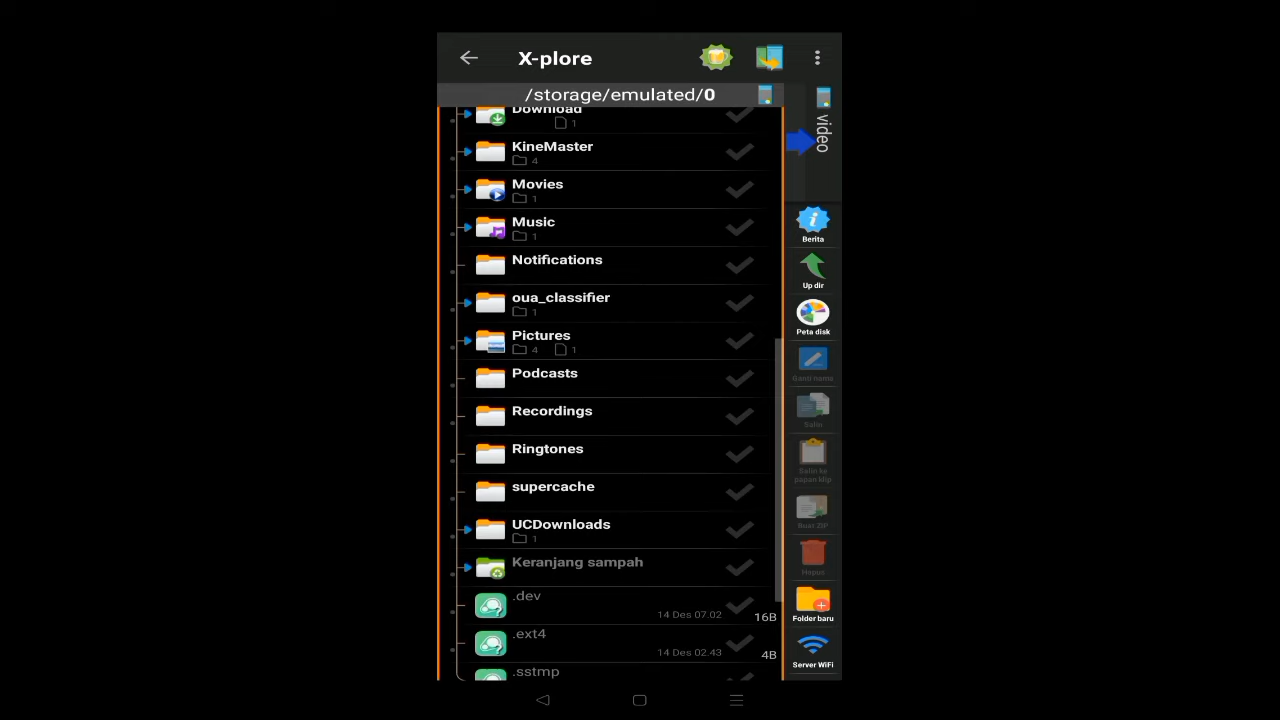 X-plore
/storage/emulated/0
video
Download
1
KineMaster
4
Movies
1
Music
1
Notifications
oua_classifier
1
Pictures
4 1
Podcasts
Recordings
Ringtones
supercache
UCDownloads
1
Keranjang sampah
.dev
14 Des 07.02
16B
.ext4
14 Des 02.43
4B
.sstmp
Berita
Up dir
Peta disk
Ganti nama
Salin
Salin ke
papan klip
Buat ZIP
Hapus
Folder baru
Server WiFi